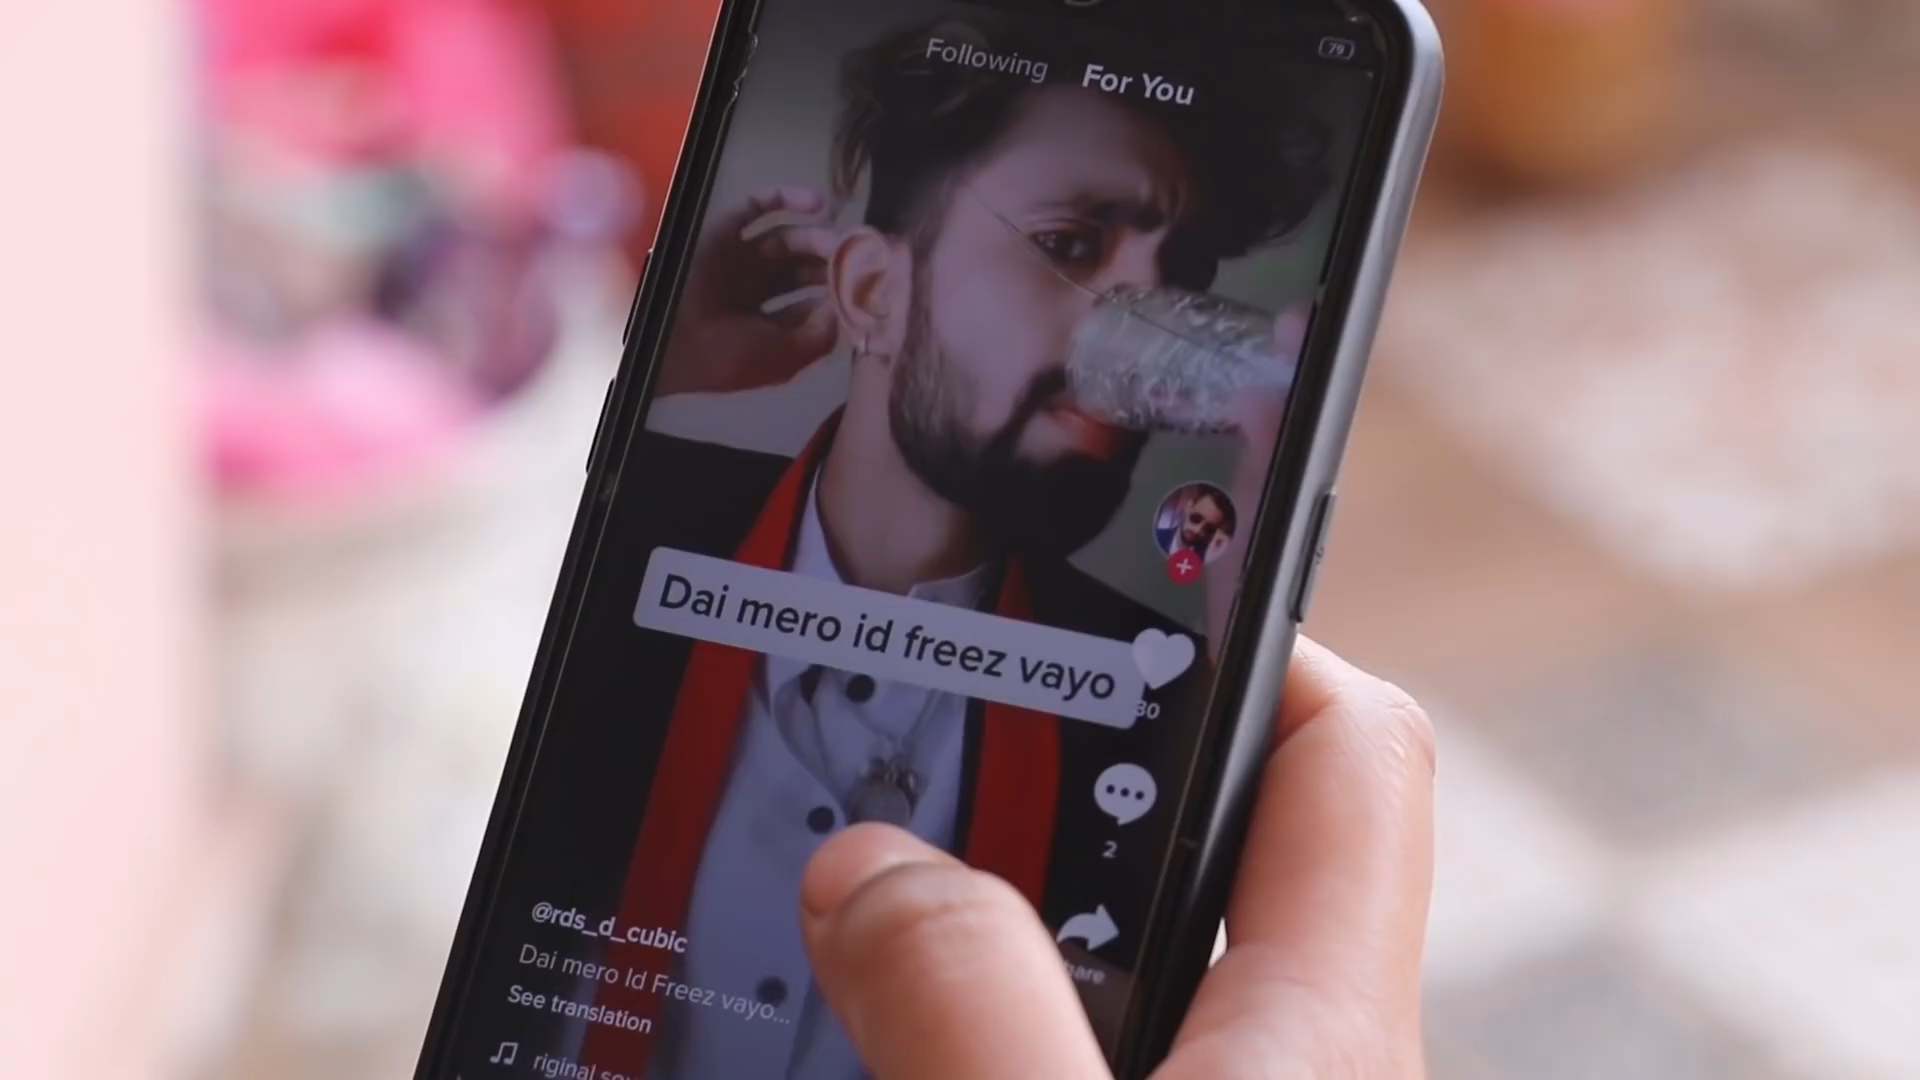 79
Following For You
Dai mero id freez vayo
30
2
@rds_d_cubic
Dai mero Id Freez vayo...
See translation